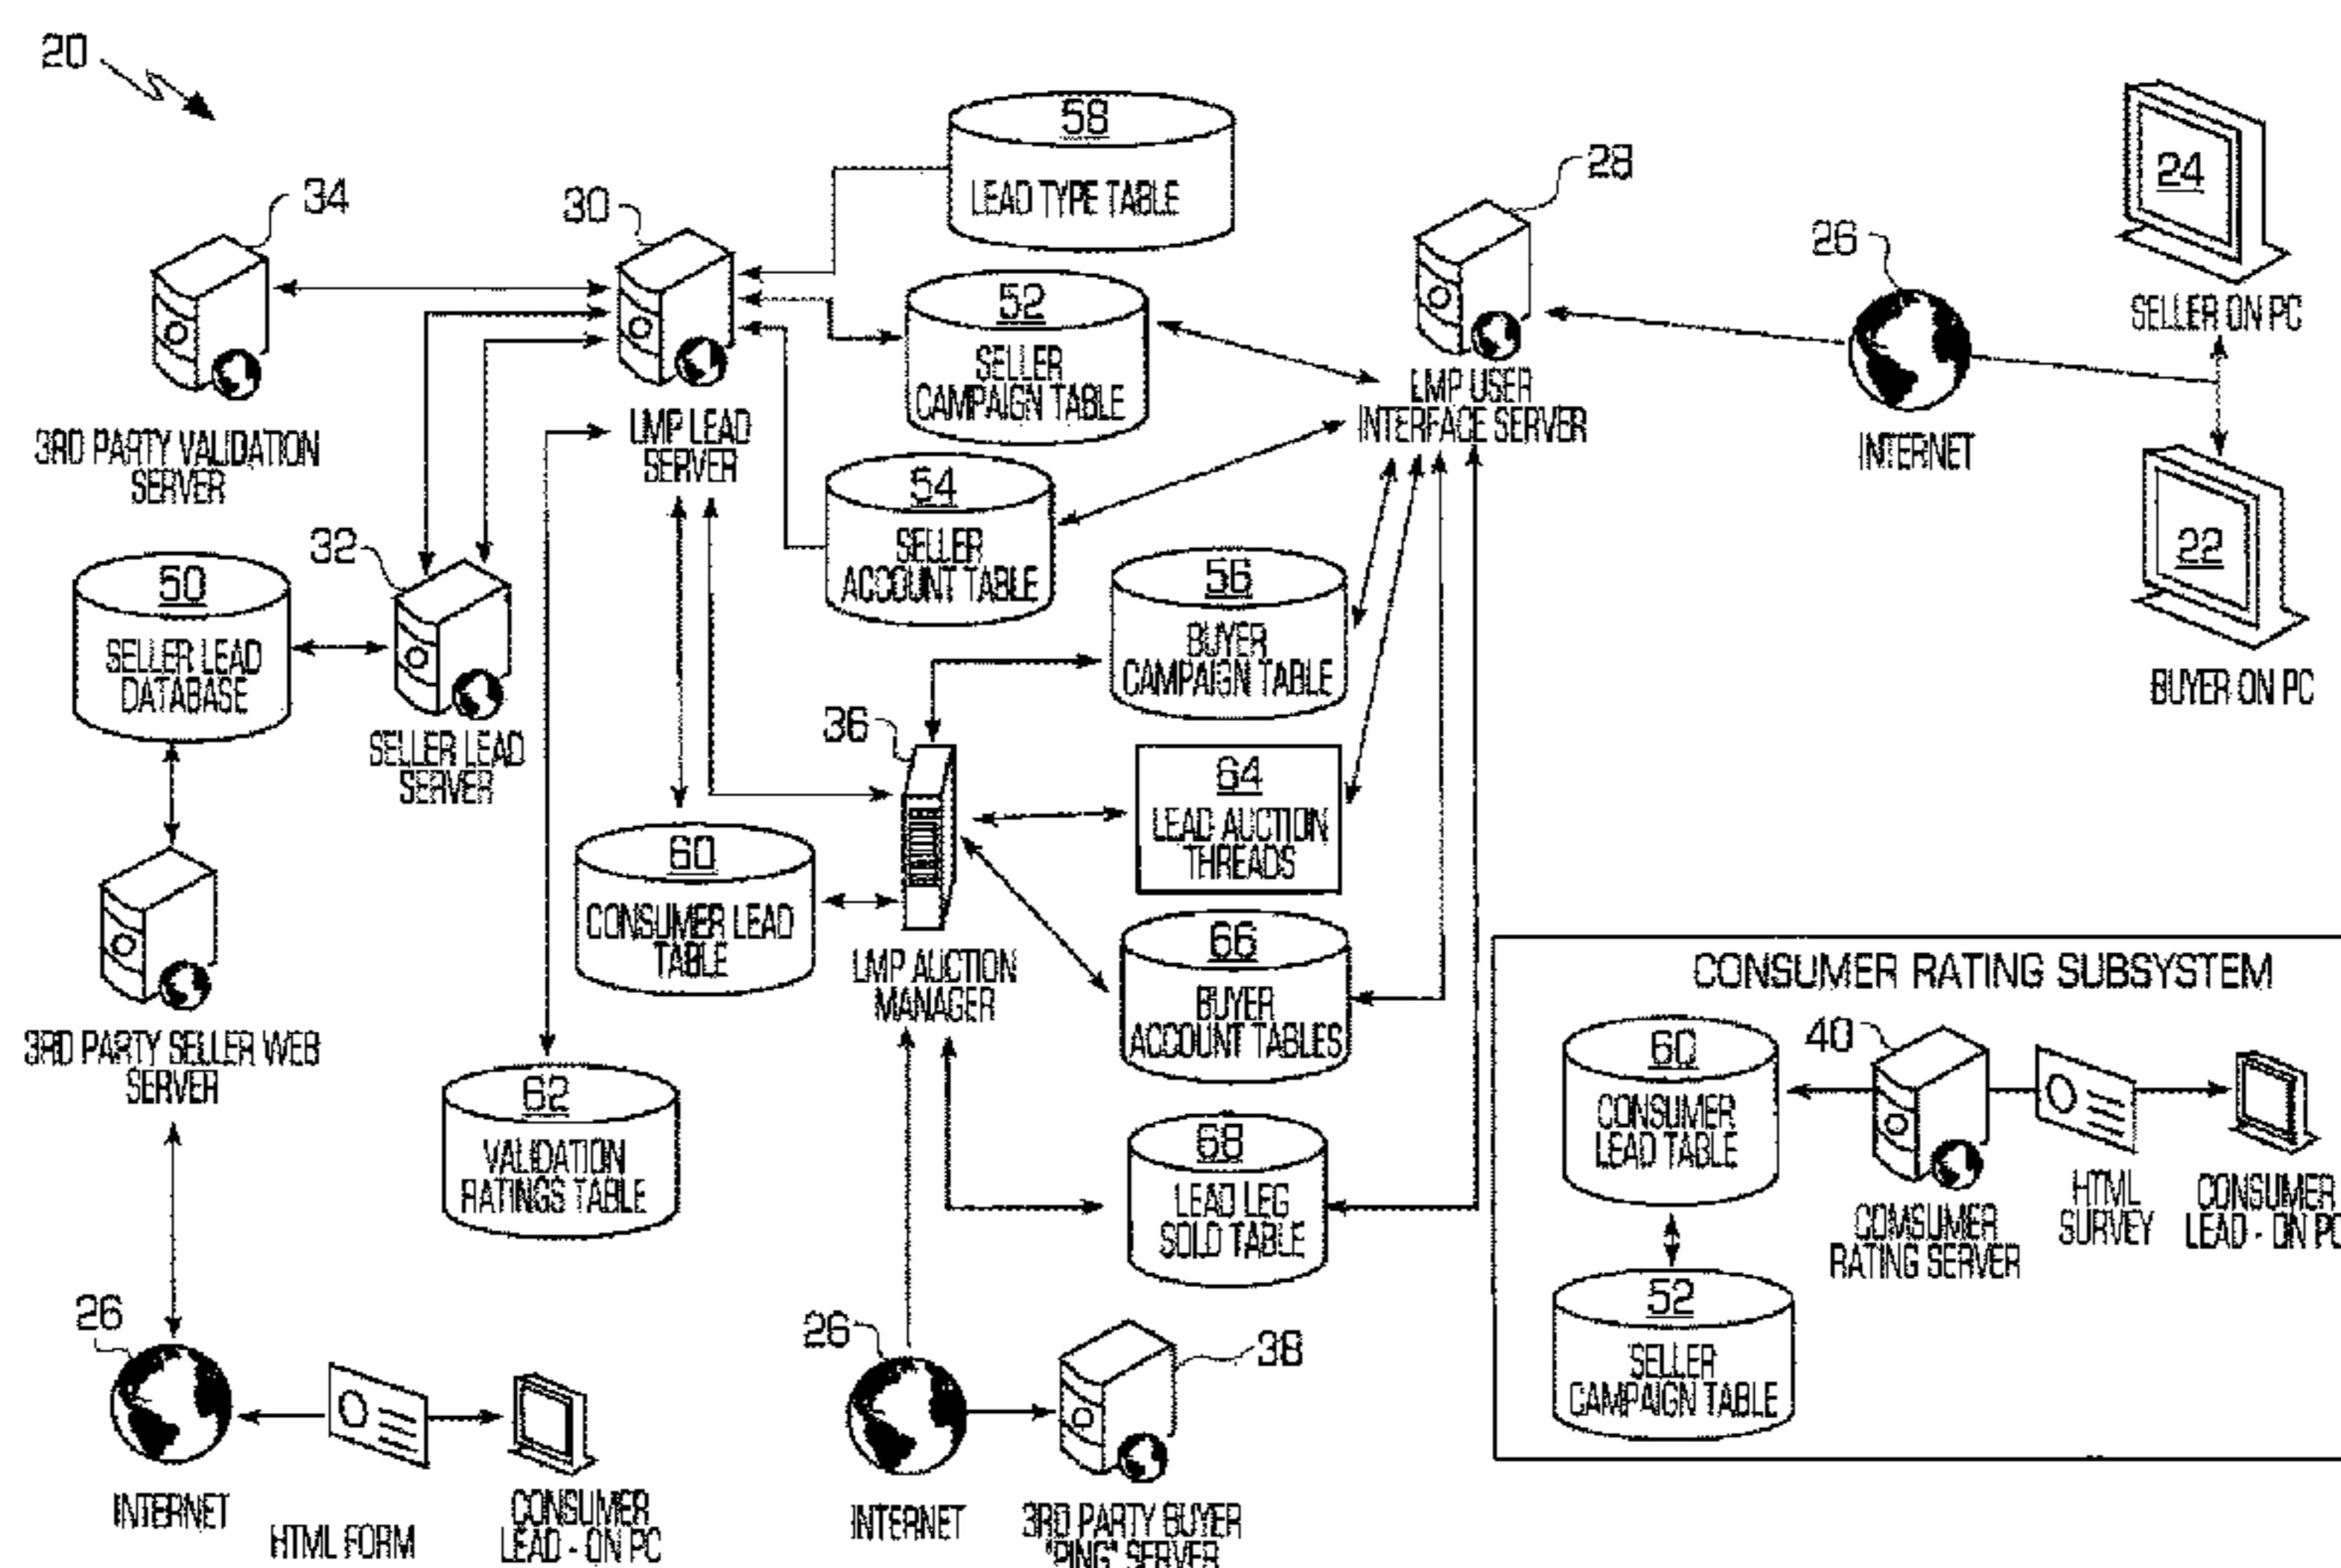 20
58
LEAD TYPE TABLE
34
30
28
24
SELLER ON PC
26
INTERNET
52
SELLER
CAMPAIGN TABLE
LMP USER
INTERFACE SERVER
3RD PARTY VALIDATION
SERVER
LMP LEAD
SERVER
54
SELLER
ACCOUNT TABLE
22
BUYER ON PC
32
50
SELLER LEAD
DATABASE
SELLER LEAD
SERVER
56
BUYER
CAMPAIGN TABLE
36
64
LEAD AUCTION
THREADS
60
CONSUMER LEAD
TABLE
LMP AUCTION
MANAGER
66
BUYER
ACCOUNT TABLES
3RD PARTY SELLER WEB
SERVER
62
VALIDATION
RATINGS TABLE
68
LEAD LEG
SOLD TABLE
CONSUMER RATING SUBSYSTEM
60
CONSUMER
LEAD TABLE
40
COMSUMER
RATING SERVER
HTML
SURVEY
CONSUMER
LEAD - ON PC
52
SELLER
CAMPAIGN TABLE
26
INTERNET
HTML FORM
CONSUMER
LEAD - ON PC
26
INTERNET
38
3RD PARTY BUYER
"PING" SERVER